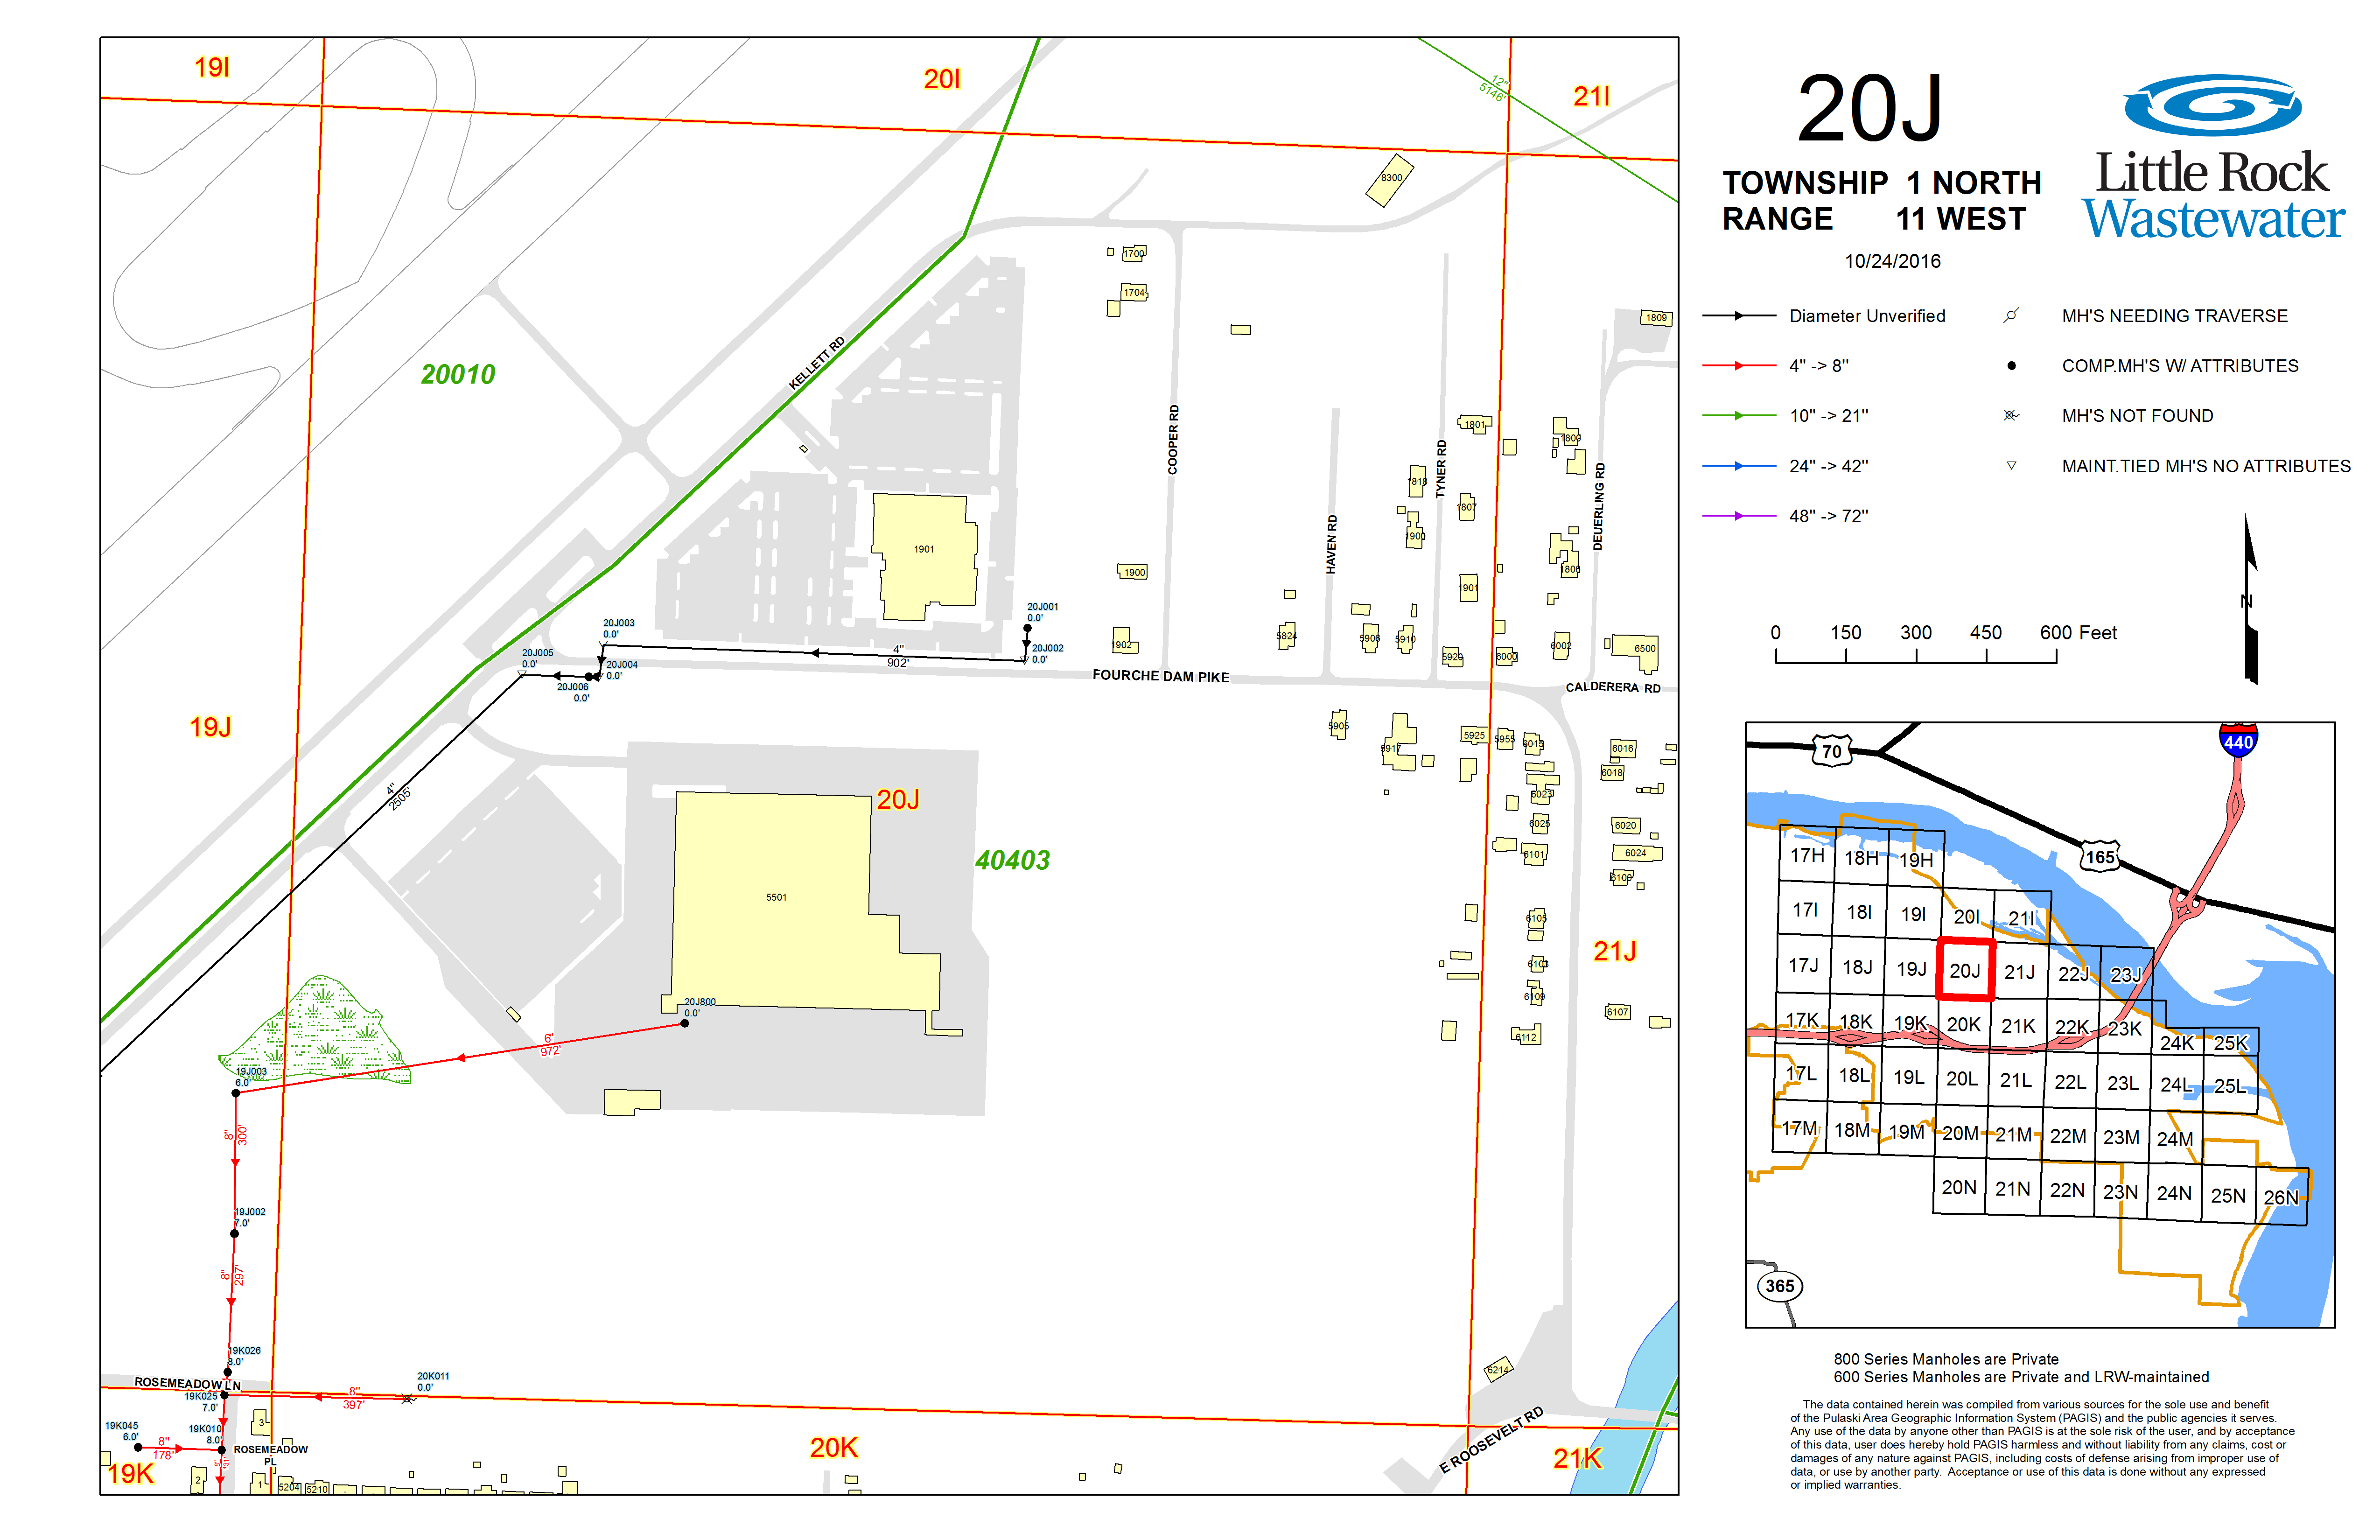 19I
20I
21I
12"
5146'
8300
1700
1704
1809
20010
KELLETT RD
COOPER RD
HAVEN RD
TYNER RD
DEUERLING RD
1801
1809
1818
1807
1900
1808
1901
1901
1900
1902
5824
5906
5910
5920
6000
6002
6500
20J001
0.0'
20J002
0.0'
20J003
0.0'
20J004
0.0'
20J005
0.0'
20J006
0.0'
4"
902'
FOURCHE DAM PIKE
CALDERERA RD
19J
4"
2505'
5905
5917
5925
5955
6015
6016
6018
6023
6025
6020
6101
6024
6100
20J
40403
5501
21J
6105
6103
6109
6107
6112
20J800
0.0'
6'
972'
19J003
6.0'
8"
300'
19J002
7.0'
8"
297'
19K026
8.0'
ROSEMEADOW LN
19K025
7.0'
20K011
0.0'
8"
397'
19K045
6.0'
19K010
8.0'
8"
178'
3
ROSEMEADOW
PL
131'
19K
2
1
5204
5210
20K
6214
E ROOSEVELT RD
21K
20J
TOWNSHIP 1 NORTH
RANGE 11 WEST
10/24/2016
Little Rock
Wastewater
Diameter Unverified
4" -> 8"
10" -> 21"
24" -> 42"
48" -> 72"
MH'S NEEDING TRAVERSE
COMP.MH'S W/ ATTRIBUTES
MH'S NOT FOUND
MAINT.TIED MH'S NO ATTRIBUTES
0 150 300 450 600 Feet
N
70
440
165
365
17H 18H 19H
17I 18I 19I 20I 21I
17J 18J 19J 20J 21J 22J 23J
17K 18K 19K 20K 21K 22K 23K 24K 25K
17L 18L 19L 20L 21L 22L 23L 24L 25L
17M 18M 19M 20M 21M 22M 23M 24M
20N 21N 22N 23N 24N 25N 26N
800 Series Manholes are Private
600 Series Manholes are Private and LRW-maintained
The data contained herein was compiled from various sources for the sole use and benefit
of the Pulaski Area Geographic Information System (PAGIS) and the public agencies it serves.
Any use of the data by anyone other than PAGIS is at the sole risk of the user, and by acceptance
of this data, user does hereby hold PAGIS harmless and without liability from any claims, cost or
damages of any nature against PAGIS, including costs of defense arising from improper use of
data, or use by another party. Acceptance or use of this data is done without any expressed
or implied warranties.